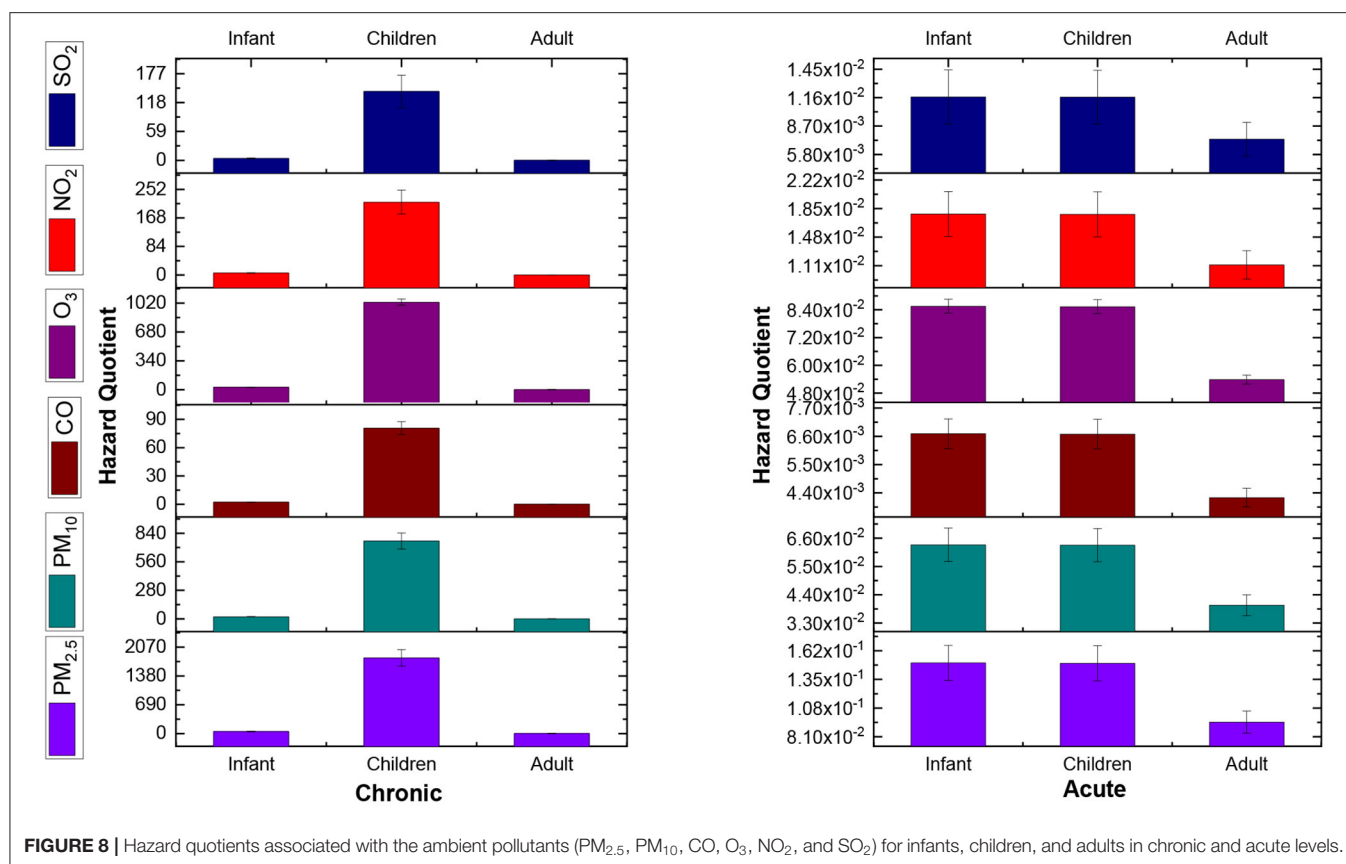 Infant Children Adult
SO2
177
118
59
0
NO2
252
168
84
0
O3
1020
680
340
0
CO
90
60
30
0
PM10
840
560
280
0
PM2.5
2070
1380
690
0
Hazard Quotient
Infant Children Adult
Chronic
Infant Children Adult
1.45x10-2
1.16x10-2
8.70x10-3
5.80x10-3
2.22x10-2
1.85x10-2
1.48x10-2
1.11x10-2
8.40x10-2
7.20x10-2
6.00x10-2
4.80x10-2
7.70x10-3
6.60x10-3
5.50x10-3
4.40x10-3
6.60x10-2
5.50x10-2
4.40x10-2
3.30x10-2
1.62x10-1
1.35x10-1
1.08x10-1
8.10x10-2
Hazard Quotient
Infant Children Adult
Acute
FIGURE 8 | Hazard quotients associated with the ambient pollutants (PM2.5, PM10, CO, O3, NO2, and SO2) for infants, children, and adults in chronic and acute levels.